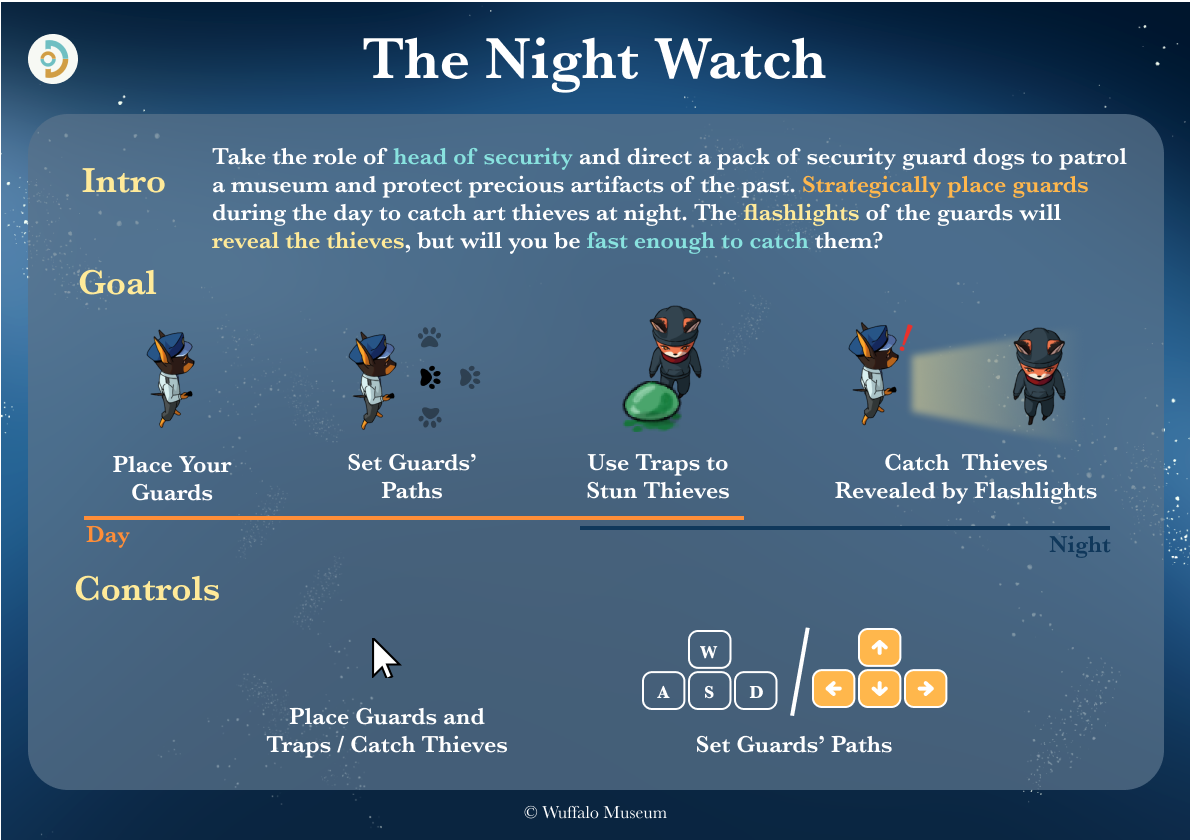 The Night Watch
Intro
Take the role of head of security and direct a pack of security guard dogs to patrol
a museum and protect precious artifacts of the past. Strategically place guards
during the day to catch art thieves at night. The flashlights of the guards will
reveal the thieves, but will you be fast enough to catch them?
Goal
!
Place Your
Guards
Set Guards’
Paths
Use Traps to
Stun Thieves
Catch Thieves
Revealed by Flashlights
Day
Night
Controls
Place Guards and
Traps / Catch Thieves
W
A S D
/
↑
← ↓ →
Set Guards’ Paths
© Wuffalo Museum